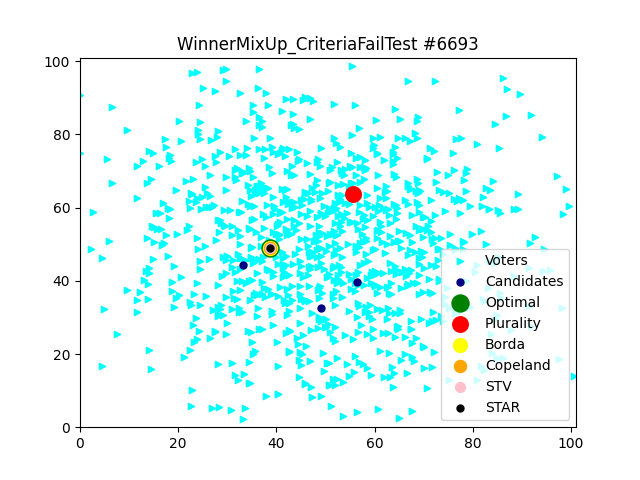 WinnerMixUp_CriteriaFailTest #6693
100
80
60
40
20
0
0
20
40
60
80
100
Voters
Candidates
Optimal
Plurality
Borda
Copeland
STV
STAR